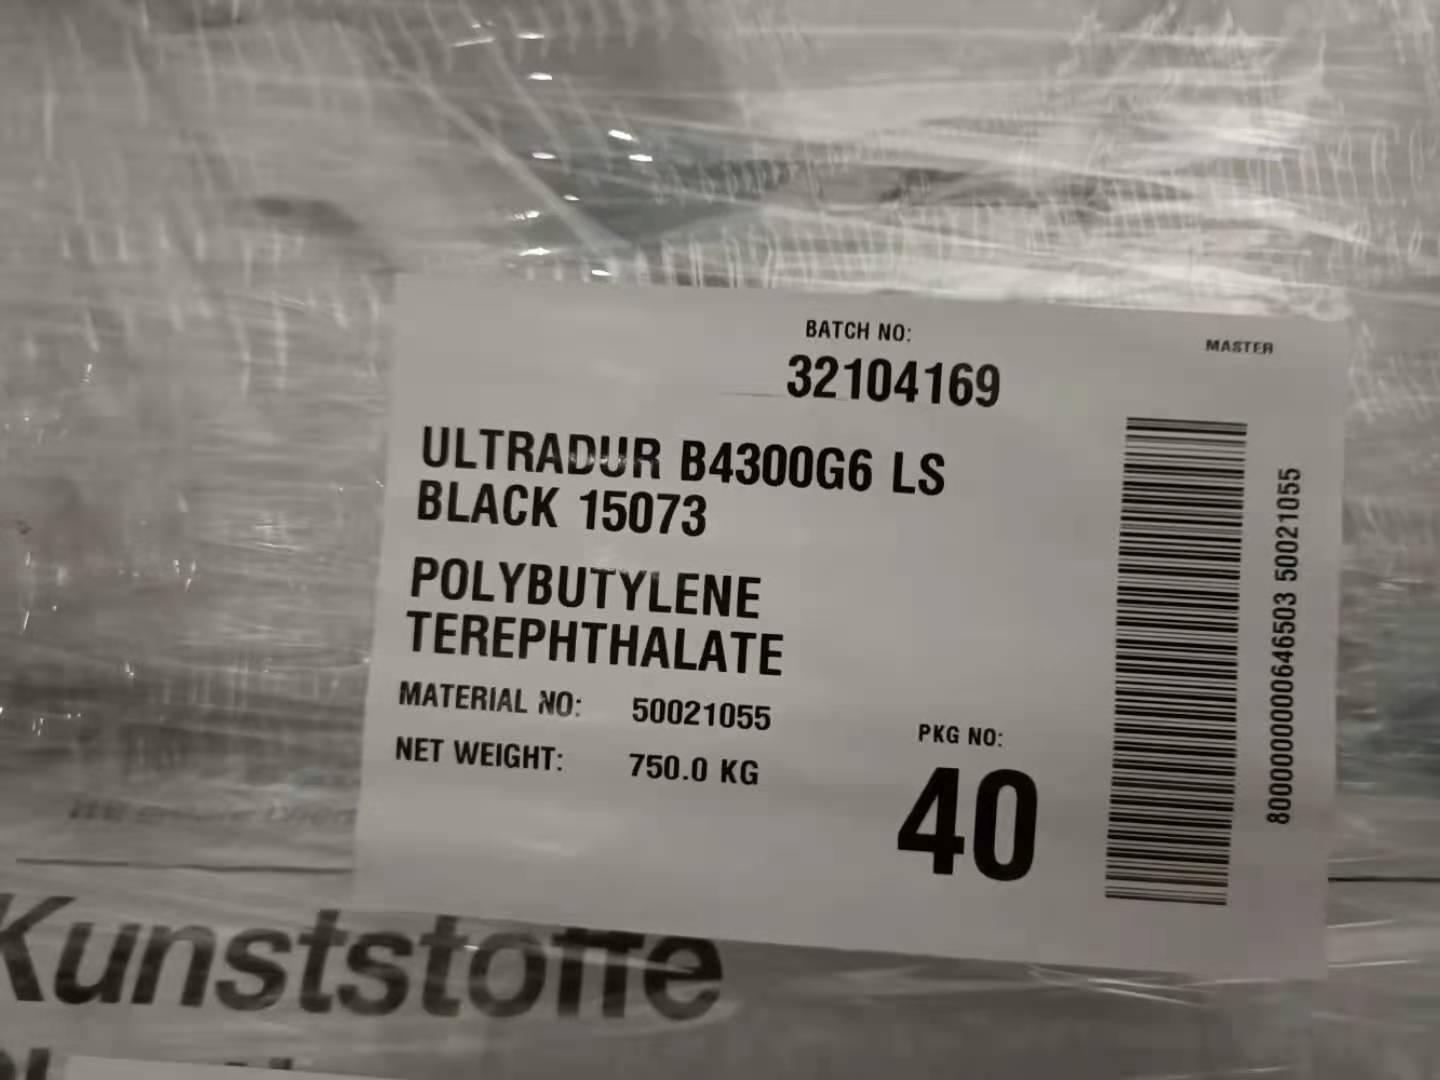 BATCH NO:
32104169
MASTER
ULTRADUR B4300G6 LS
BLACK 15073
POLYBUTYLENE
TEREPHTHALATE
MATERIAL NO: 50021055
NET WEIGHT: 750.0 KG
PKG NO:
40
800000000646503 50021055
Kunststoffe